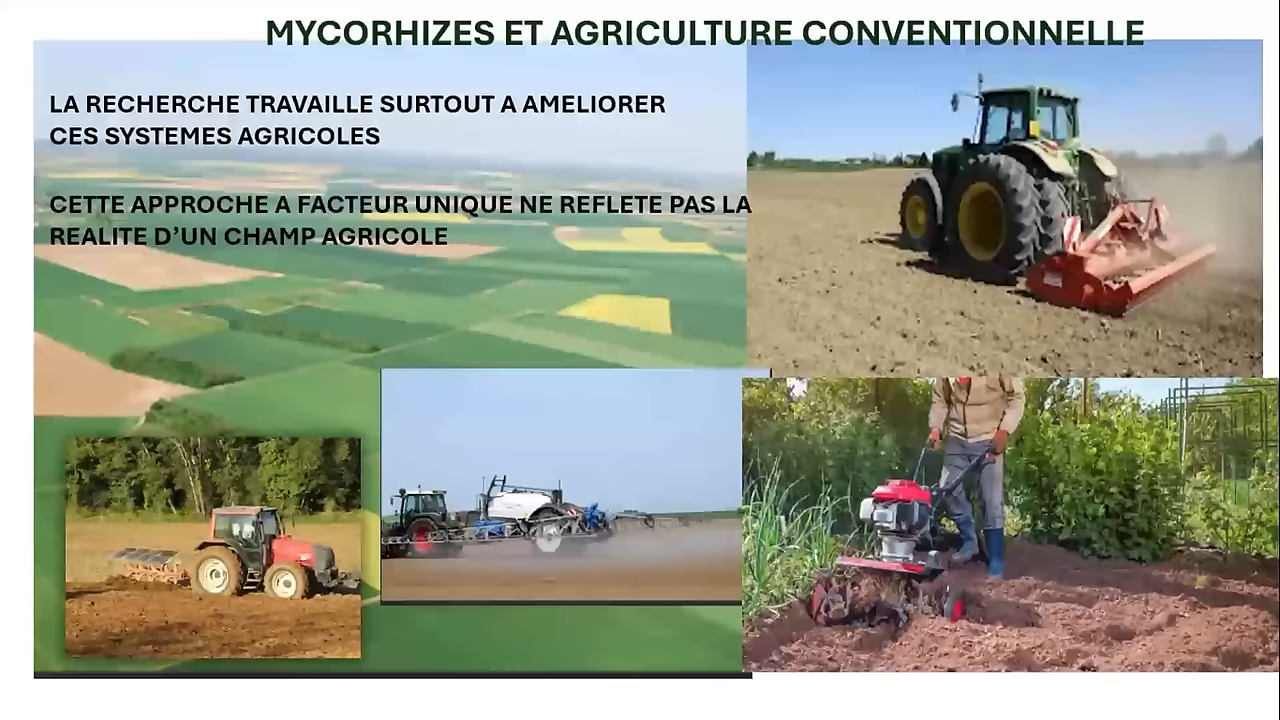 MYCORHIZES ET AGRICULTURE CONVENTIONNELLE
LA RECHERCHE TRAVAILLE SURTOUT A AMELIORER
CES SYSTEMES AGRICOLES
CETTE APPROCHE A FACTEUR UNIQUE NE REFLETE PAS LA
REALITE D’UN CHAMP AGRICOLE